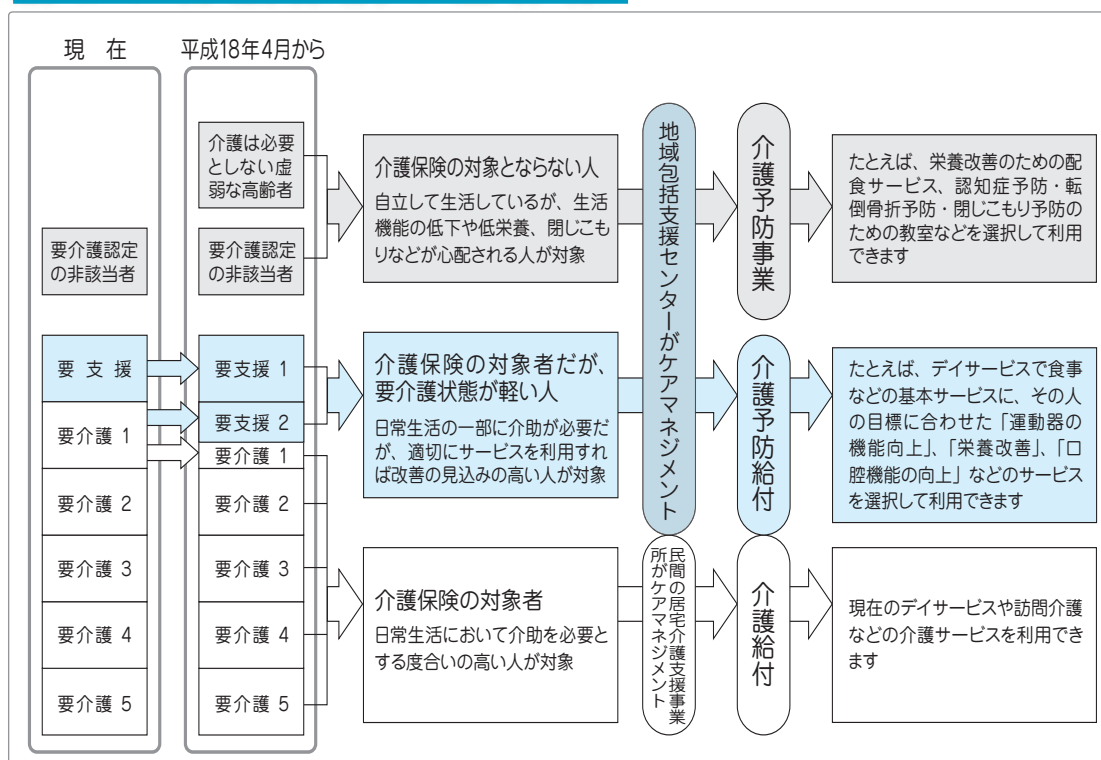 現 在
平成18年4月から
要介護認定
の非該当者
要 支 援
要介護 1
要介護 2
要介護 3
要介護 4
要介護 5
介護は必要
としない虚
弱な高齢者
要介護認定
の非該当者
要支援 1
要支援 2
要介護 1
要介護 2
要介護 3
要介護 4
要介護 5
介護保険の対象とならない人
自立して生活しているが、生活
機能の低下や低栄養、閉じこも
りなどが心配される人が対象
介護保険の対象者だが、
要介護状態が軽い人
日常生活の一部に介助が必要だ
が、適切にサービスを利用すれ
ば改善の見込みの高い人が対象
介護保険の対象者
日常生活において介助を必要と
する度合いの高い人が対象
地域包括支援センターがケアマネジメント
民間の居宅介護支援事業
所がケアマネジメント
介護予防事業
介護予防給付
介護給付
たとえば、栄養改善のための配
食サービス、認知症予防・転
倒骨折予防・閉じこもり予防の
ための教室などを選択して利用
できます
たとえば、デイサービスで食事
などの基本サービスに、その人
の目標に合わせた「運動器の
機能向上」、「栄養改善」、「口
腔機能の向上」などのサービス
を選択して利用できます
現在のデイサービスや訪問介護
などの介護サービスを利用でき
ます